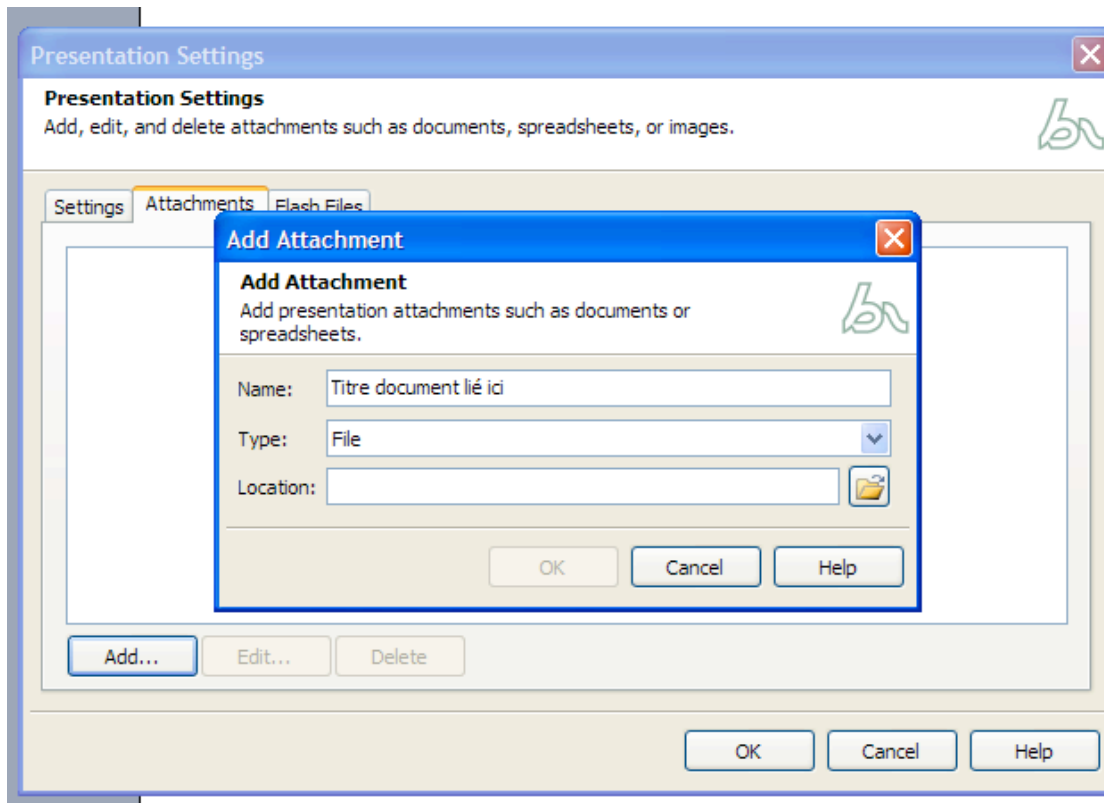 Presentation Settings
Presentation Settings
Add, edit, and delete attachments such as documents, spreadsheets, or images.
Settings Attachments Flash Files
Add Attachment
Add Attachment
Add presentation attachments such as documents or
spreadsheets.
Name: Titre document lié ici
Type: File
Location:
OK Cancel Help
Add... Edit... Delete
OK Cancel Help